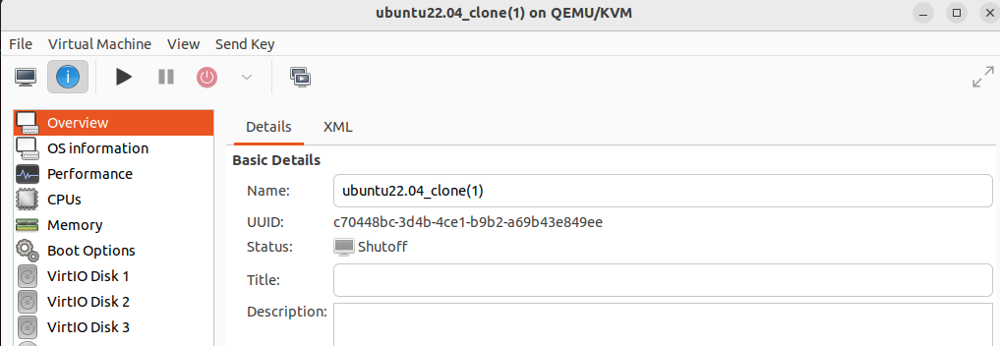 ubuntu22.04_clone(1) on QEMU/KVM
File Virtual Machine View Send Key
Overview
OS information
Performance
CPUs
Memory
Boot Options
VirtIO Disk 1
VirtIO Disk 2
VirtIO Disk 3
Details XML
Basic Details
Name: ubuntu22.04_clone(1)
UUID: c70448bc-3d4b-4ce1-b9b2-a69b43e849ee
Status: Shutoff
Title:
Description: